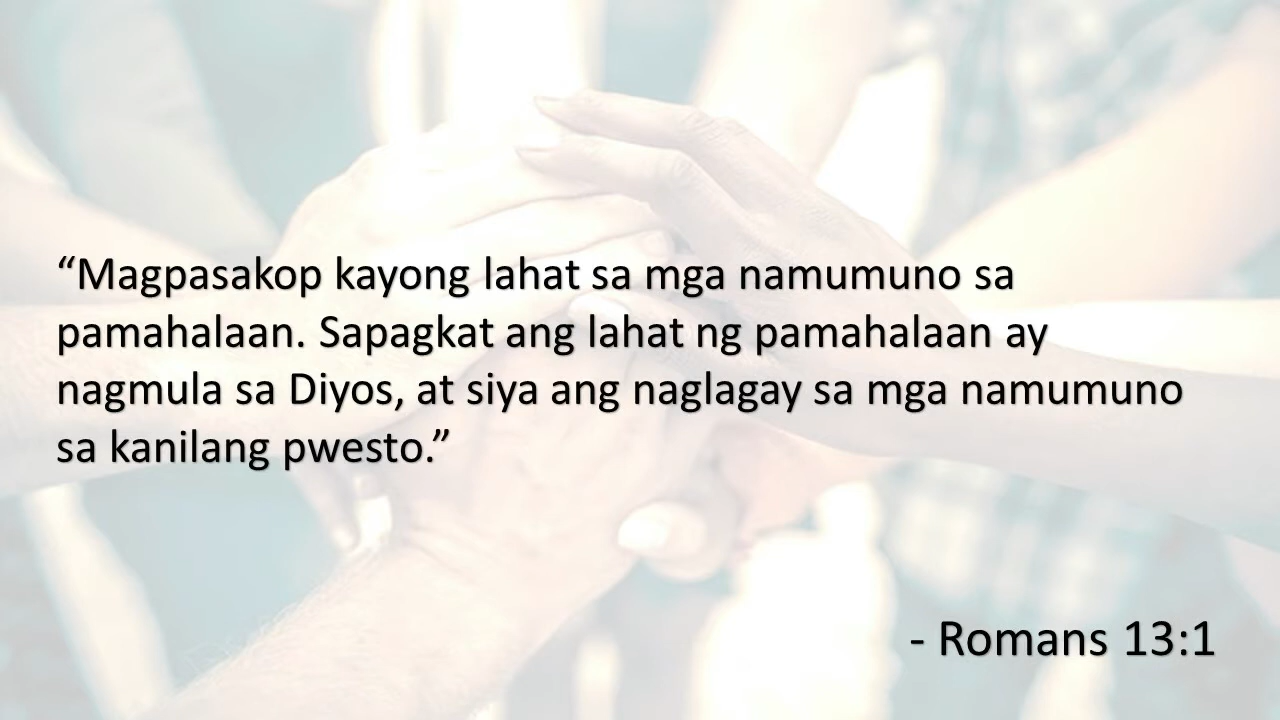 “Magpasakop kayong lahat sa mga namumuno sa
pamahalaan. Sapagkat ang lahat ng pamahalaan ay
nagmula sa Diyos, at siya ang naglagay sa mga namumuno
sa kanilang pwesto.”
- Romans 13:1